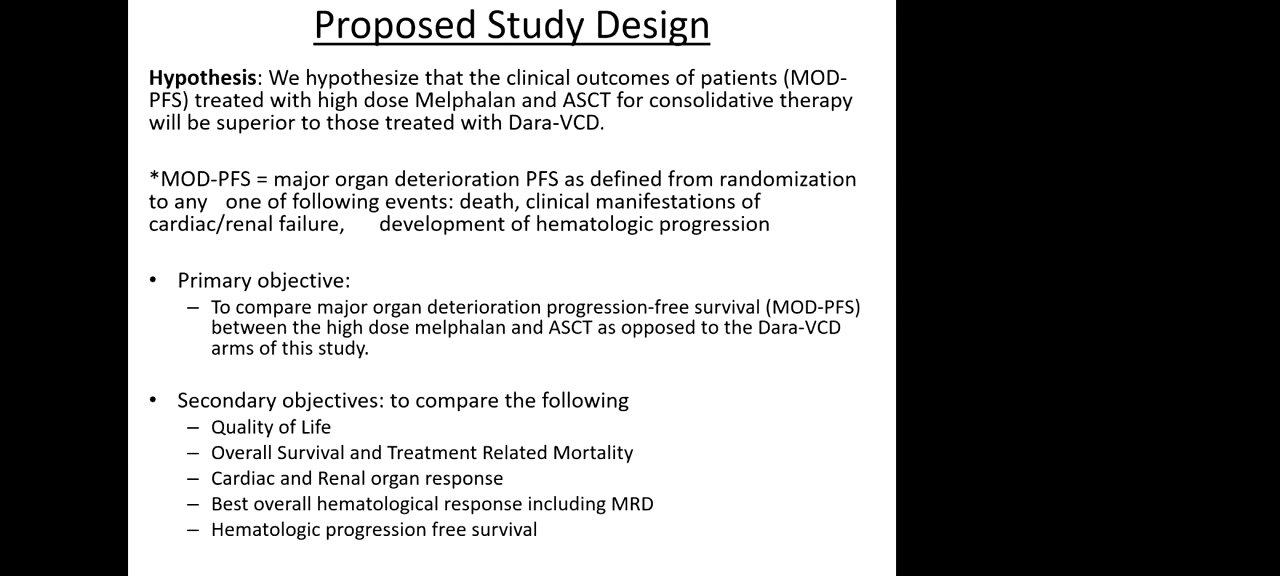 Proposed Study Design
Hypothesis: We hypothesize that the clinical outcomes of patients (MOD-
PFS) treated with high dose Melphalan and ASCT for consolidative therapy
will be superior to those treated with Dara-VCD.
*MOD-PFS = major organ deterioration PFS as defined from randomization
to any one of following events: death, clinical manifestations of
cardiac/renal failure, development of hematologic progression
• Primary objective:
– To compare major organ deterioration progression-free survival (MOD-PFS)
between the high dose melphalan and ASCT as opposed to the Dara-VCD
arms of this study.
• Secondary objectives: to compare the following
– Quality of Life
– Overall Survival and Treatment Related Mortality
– Cardiac and Renal organ response
– Best overall hematological response including MRD
– Hematologic progression free survival